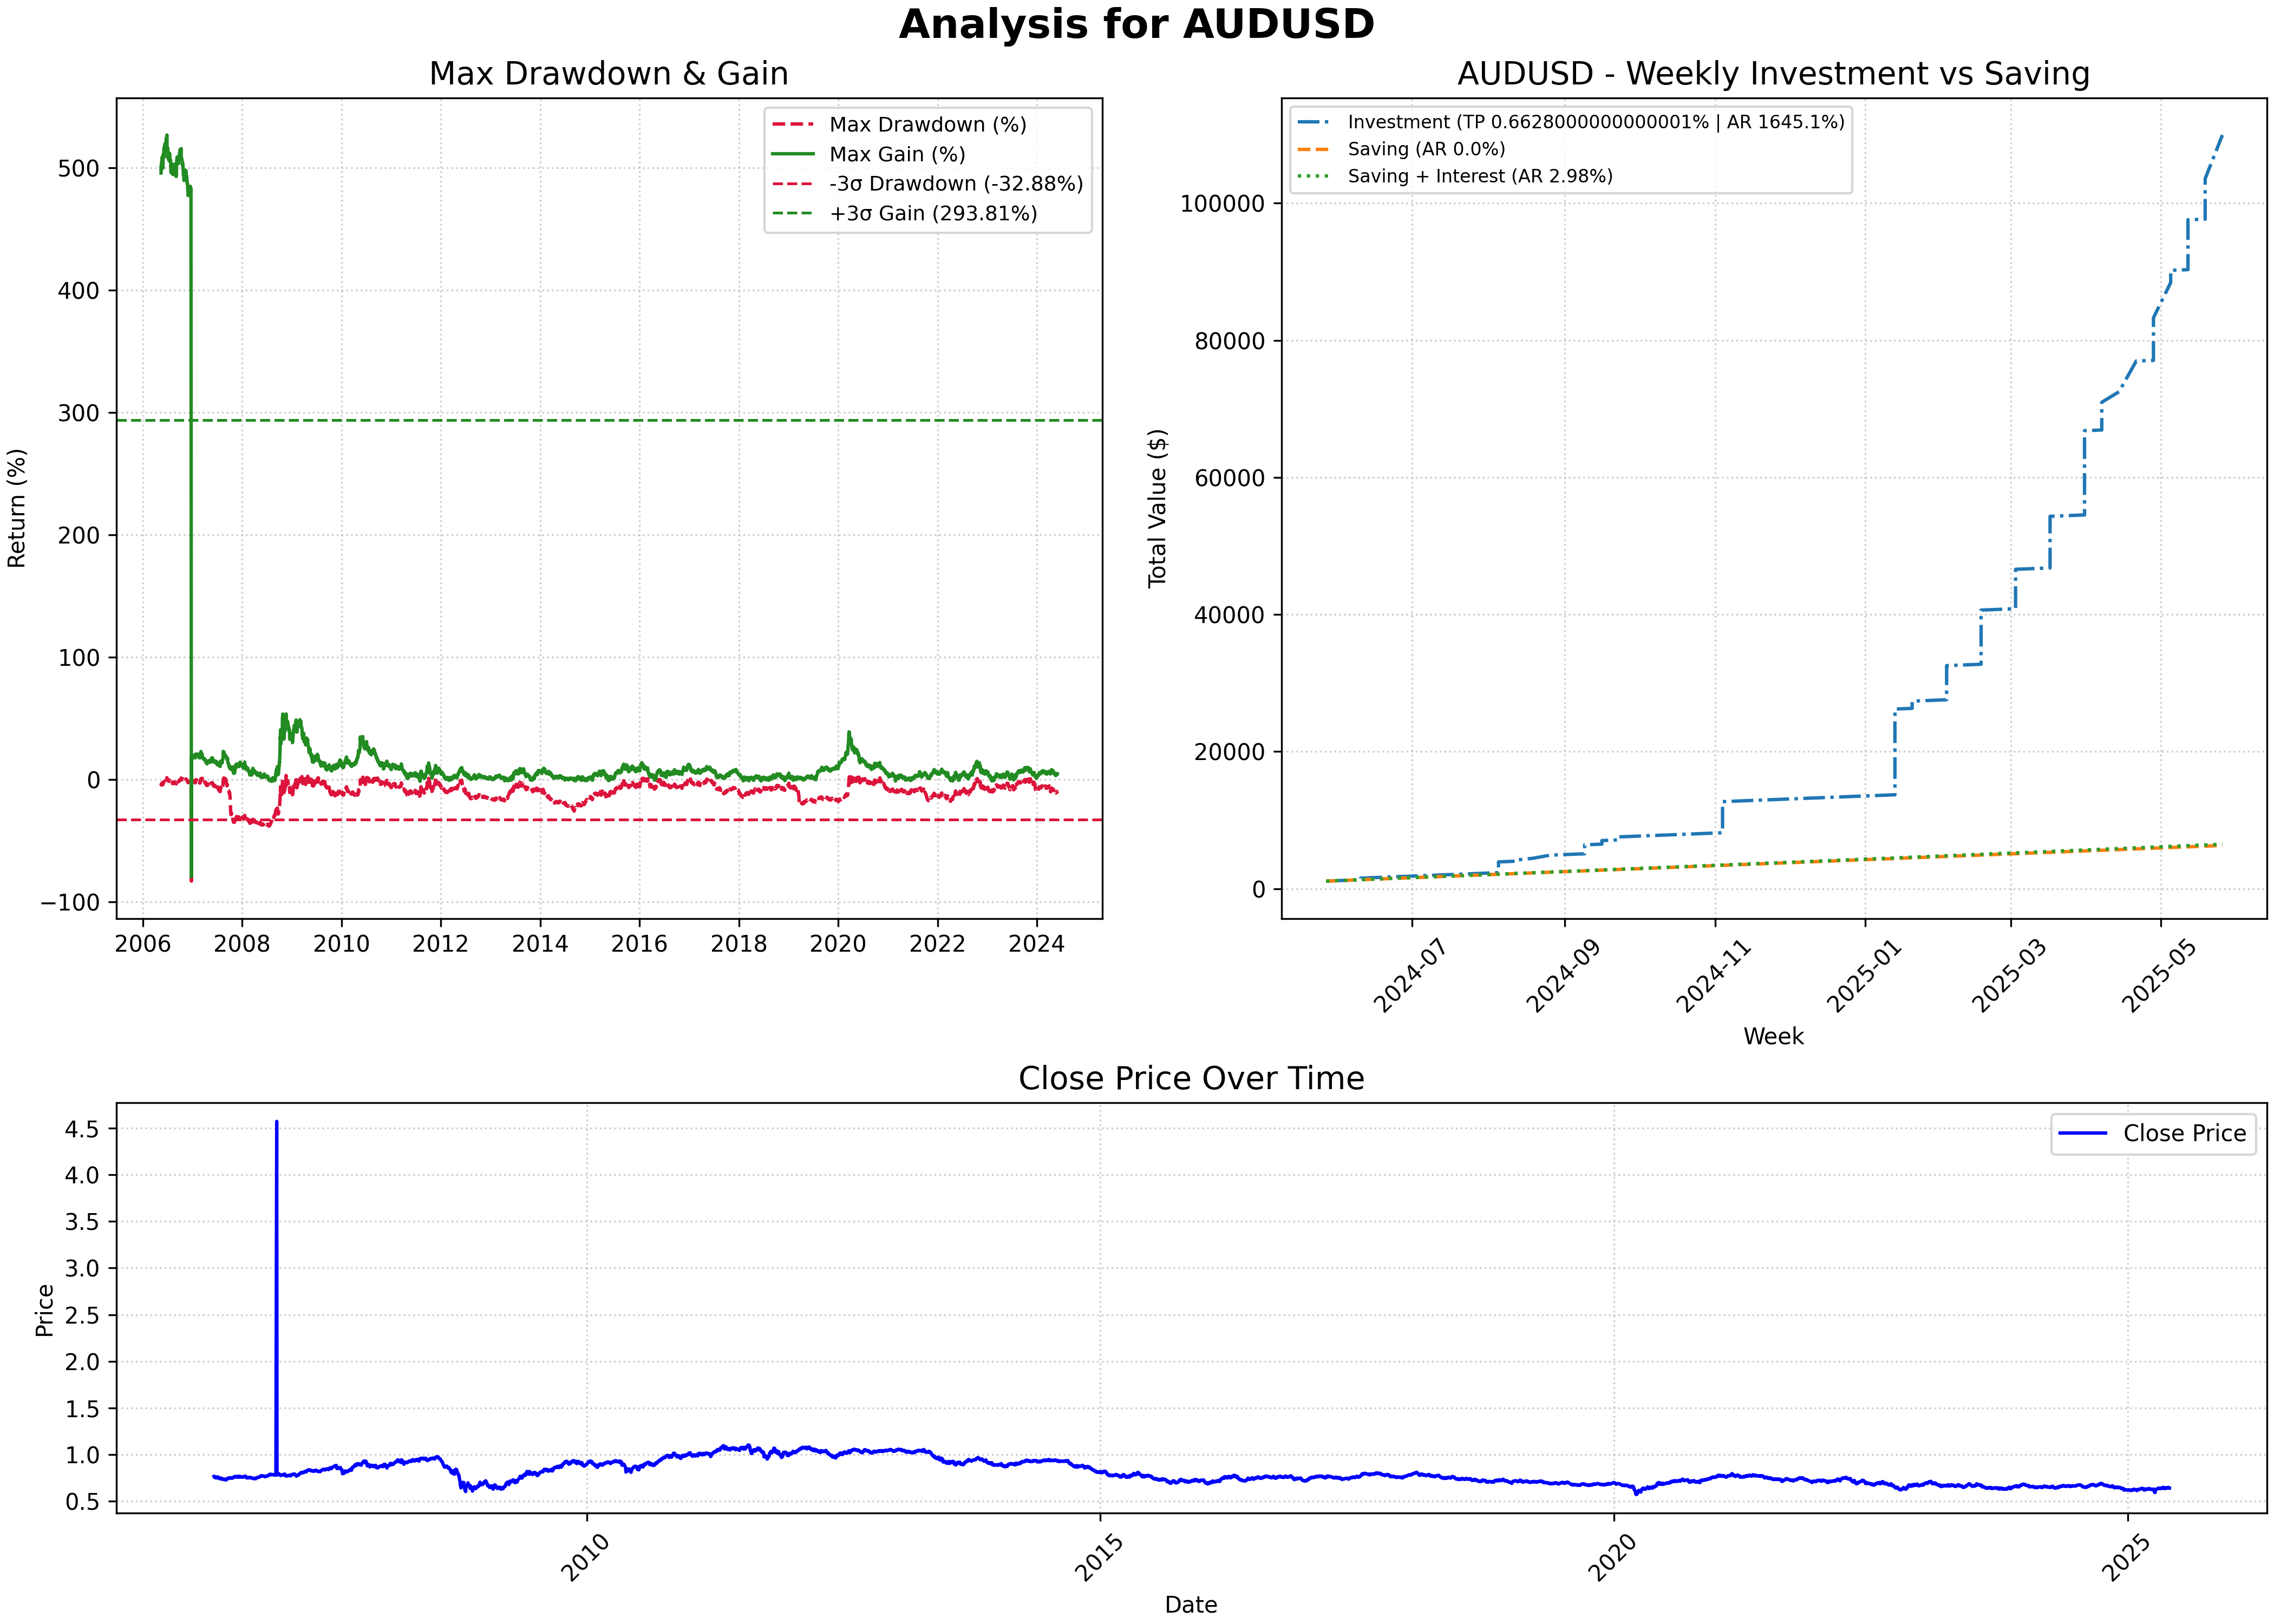 Analysis for AUDUSD
Max Drawdown & Gain
Max Drawdown (%)
Max Gain (%)
-3σ Drawdown (-32.88%)
+3σ Gain (293.81%)
Return (%)
500
400
300
200
100
0
−100
2006 2008 2010 2012 2014 2016 2018 2020 2022 2024
AUDUSD - Weekly Investment vs Saving
Investment (TP 0.6628000000000001% | AR 1645.1%)
Saving (AR 0.0%)
Saving + Interest (AR 2.98%)
Total Value ($)
100000
80000
60000
40000
20000
0
2024-07 2024-09 2024-11 2025-01 2025-03 2025-05
Week
Close Price Over Time
Close Price
Price
4.5
4.0
3.5
3.0
2.5
2.0
1.5
1.0
0.5
2010 2015 2020 2025
Date